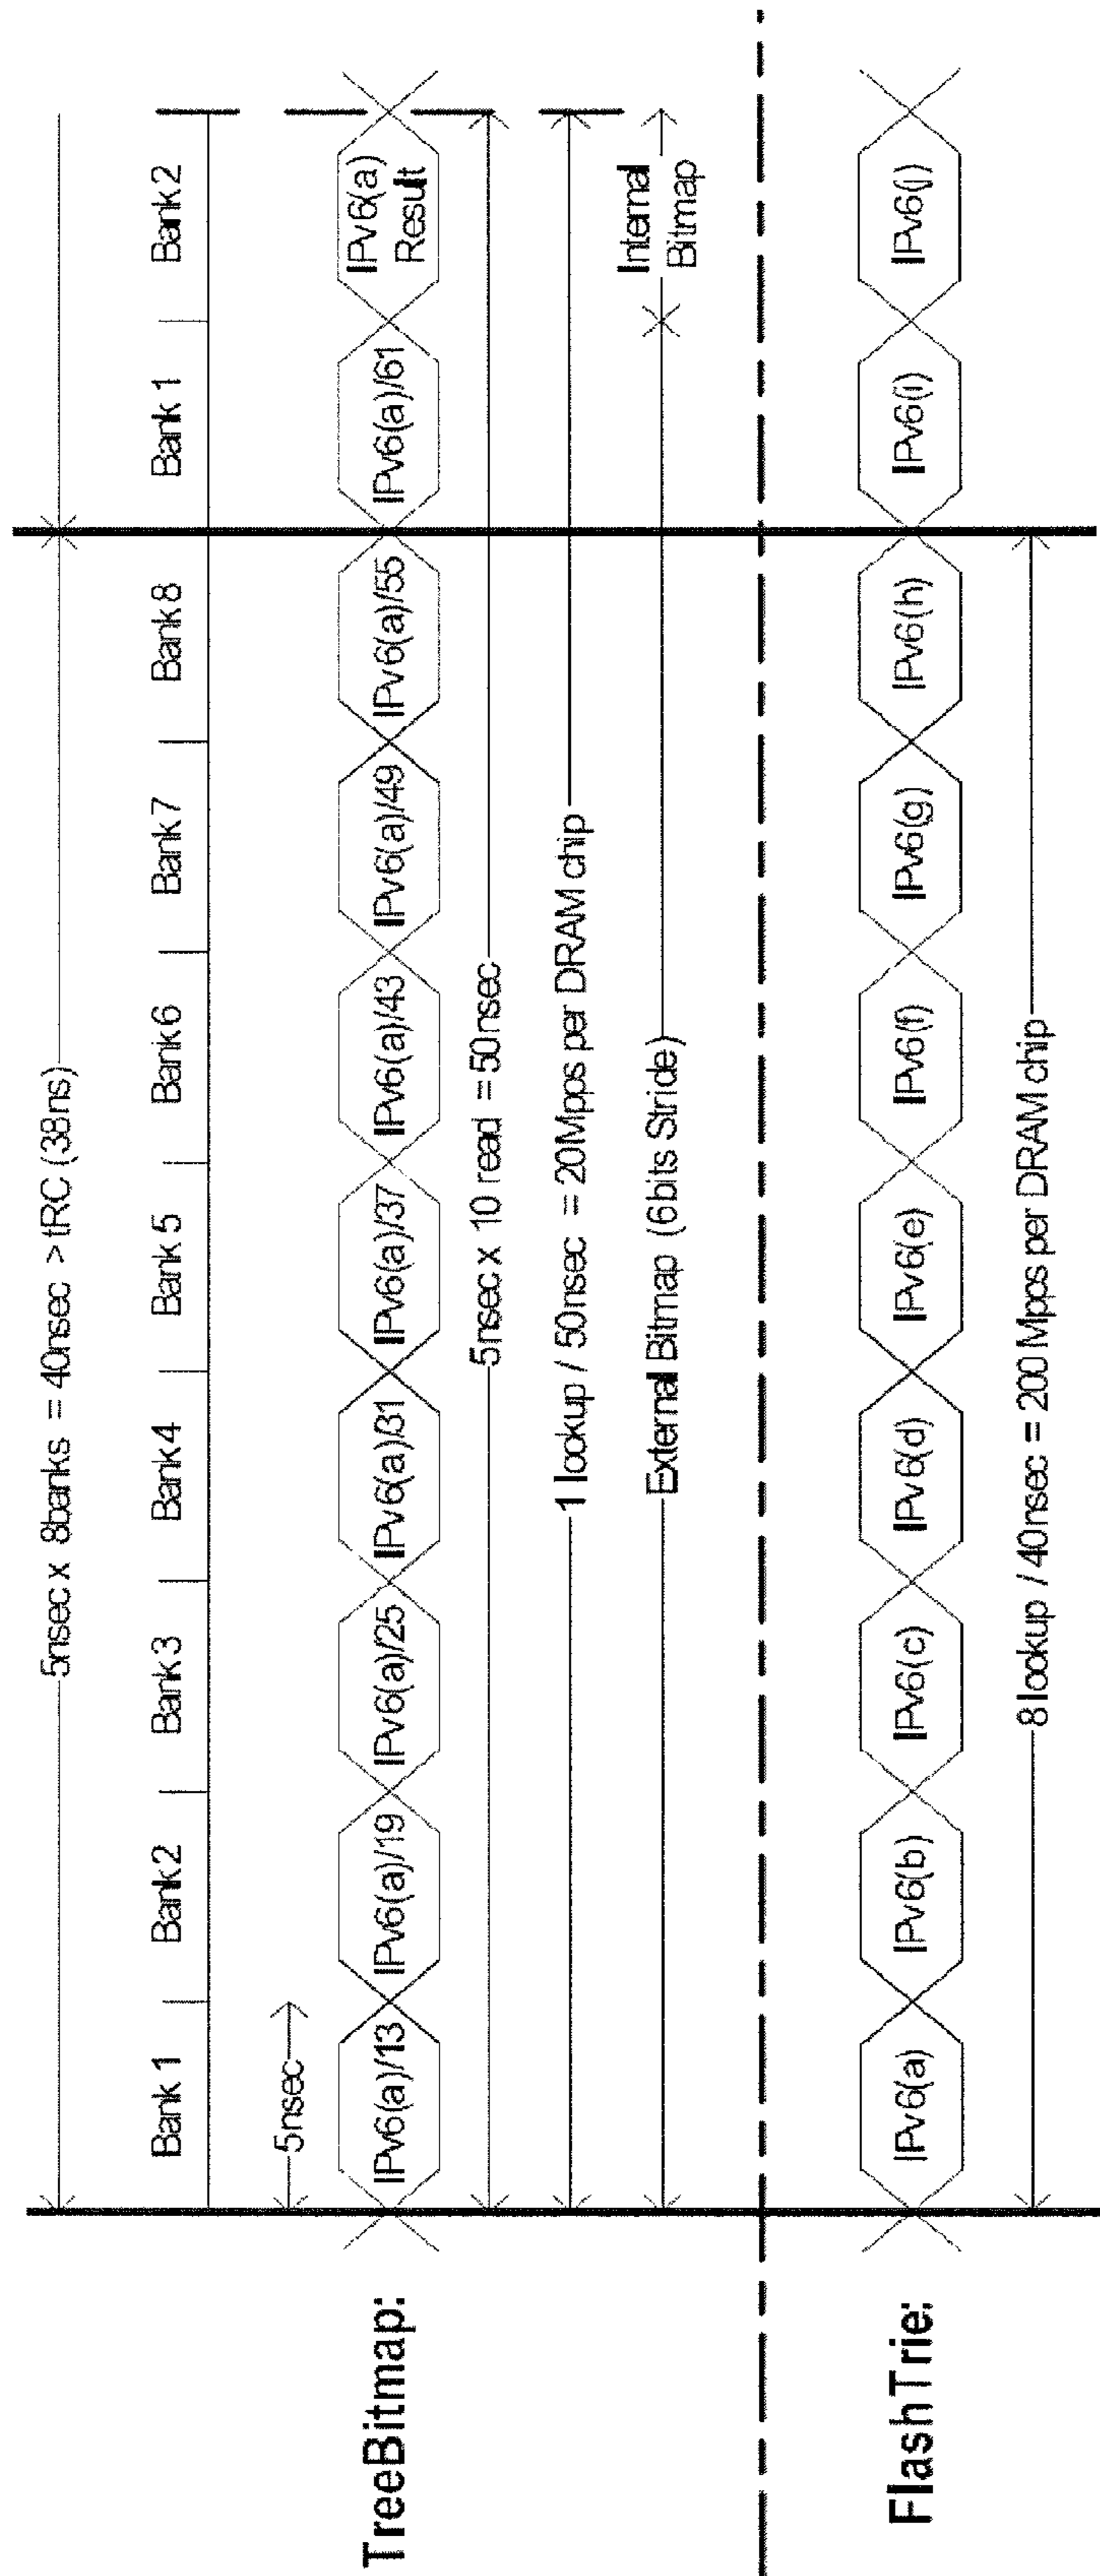 5nsec x 8banks = 40nsec > tRC (38ns)
Bank 1 Bank 2 Bank 3 Bank 4 Bank 5 Bank 6 Bank 7 Bank 8 Bank 1 Bank 2
5nsec
TreeBitmap: IPv6(a)/13 IPv6(a)/19 IPv6(a)/25 IPv6(a)/31 IPv6(a)/37 IPv6(a)/43 IPv6(a)/49 IPv6(a)/55 IPv6(a)/61 IPv6(a)
Result
5nsec x 10 read = 50nsec
1 lookup / 50nsec = 20Mpps per DRAM chip
External Bitmap (6bits Stride) Internal
Bitmap
FlashTrie: IPv6(a) IPv6(b) IPv6(c) IPv6(d) IPv6(e) IPv6(f) IPv6(g) IPv6(h) IPv6(i) IPv6(j)
8 lookup / 40nsec = 200 Mpps per DRAM chip